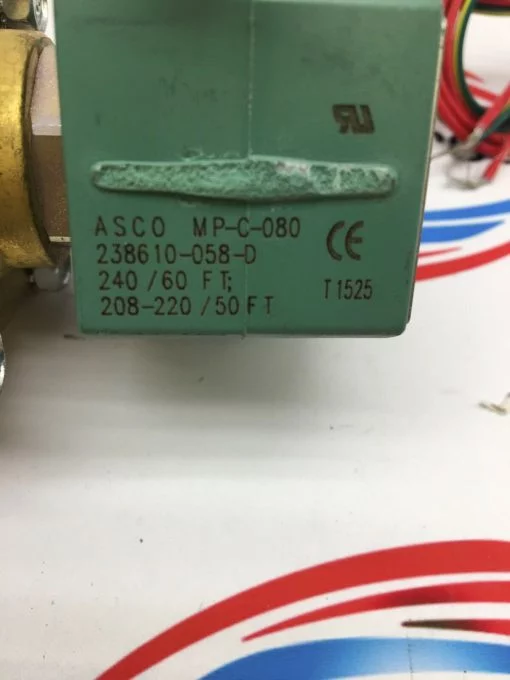 ASCO MP-C-080
238610-058-D
240/60 FT;
208-220/50 FT
CE
T1525